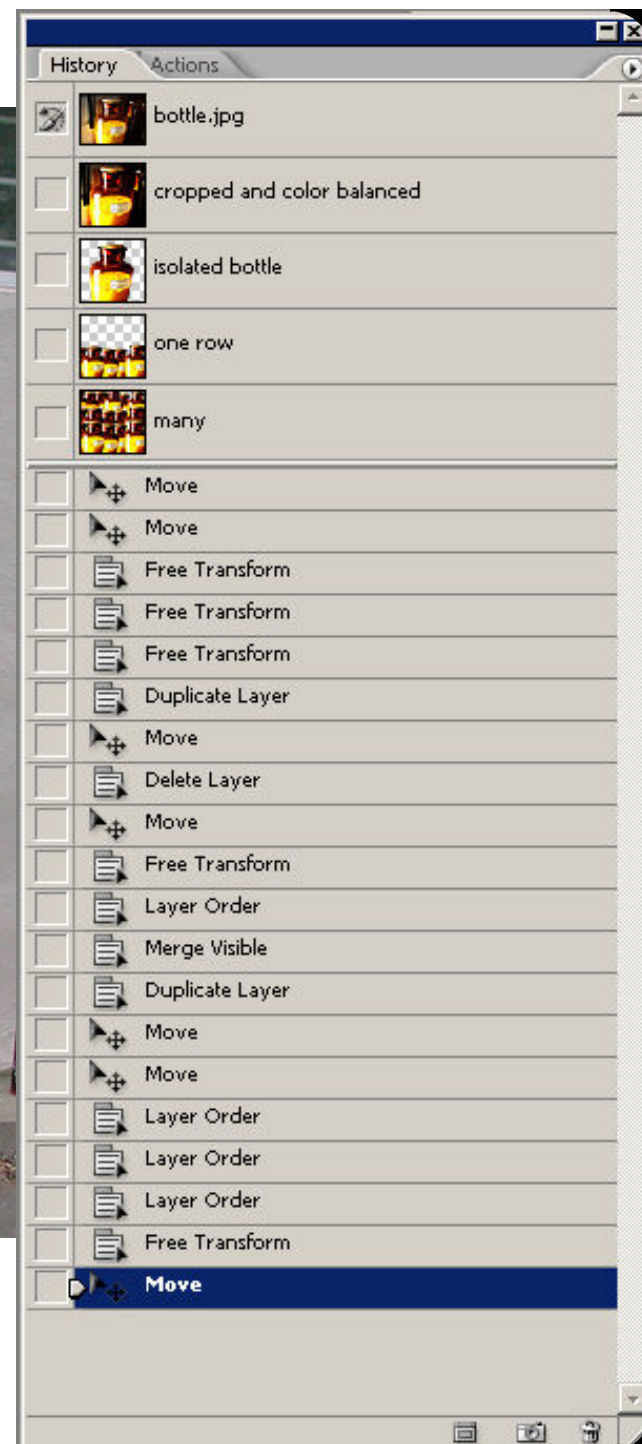 History Actions
bottle.jpg
cropped and color balanced
isolated bottle
one row
many
Move
Move
Free Transform
Free Transform
Free Transform
Duplicate Layer
Move
Delete Layer
Move
Free Transform
Layer Order
Merge Visible
Duplicate Layer
Move
Move
Layer Order
Layer Order
Layer Order
Free Transform
Move